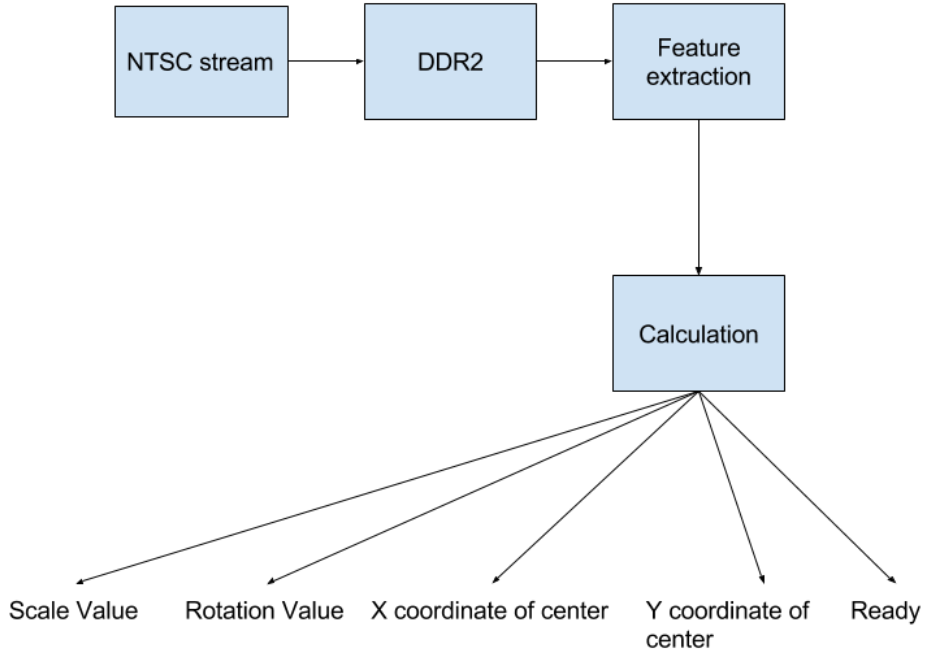 NTSC stream
DDR2
Feature
extraction
Calculation
Scale Value
Rotation Value
X coordinate of center
Y coordinate of
center
Ready